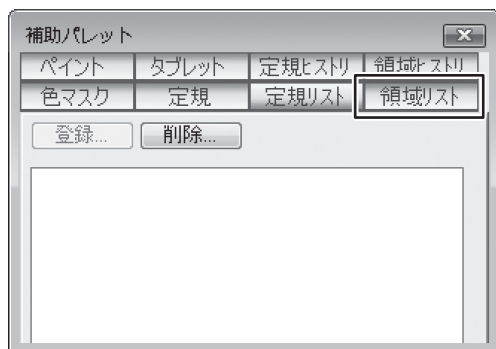 補助パレット
ペイント タブレット 定規ヒストリ 領域ヒストリ
色マスク 定規 定規リスト 領域リスト
登録... 削除...